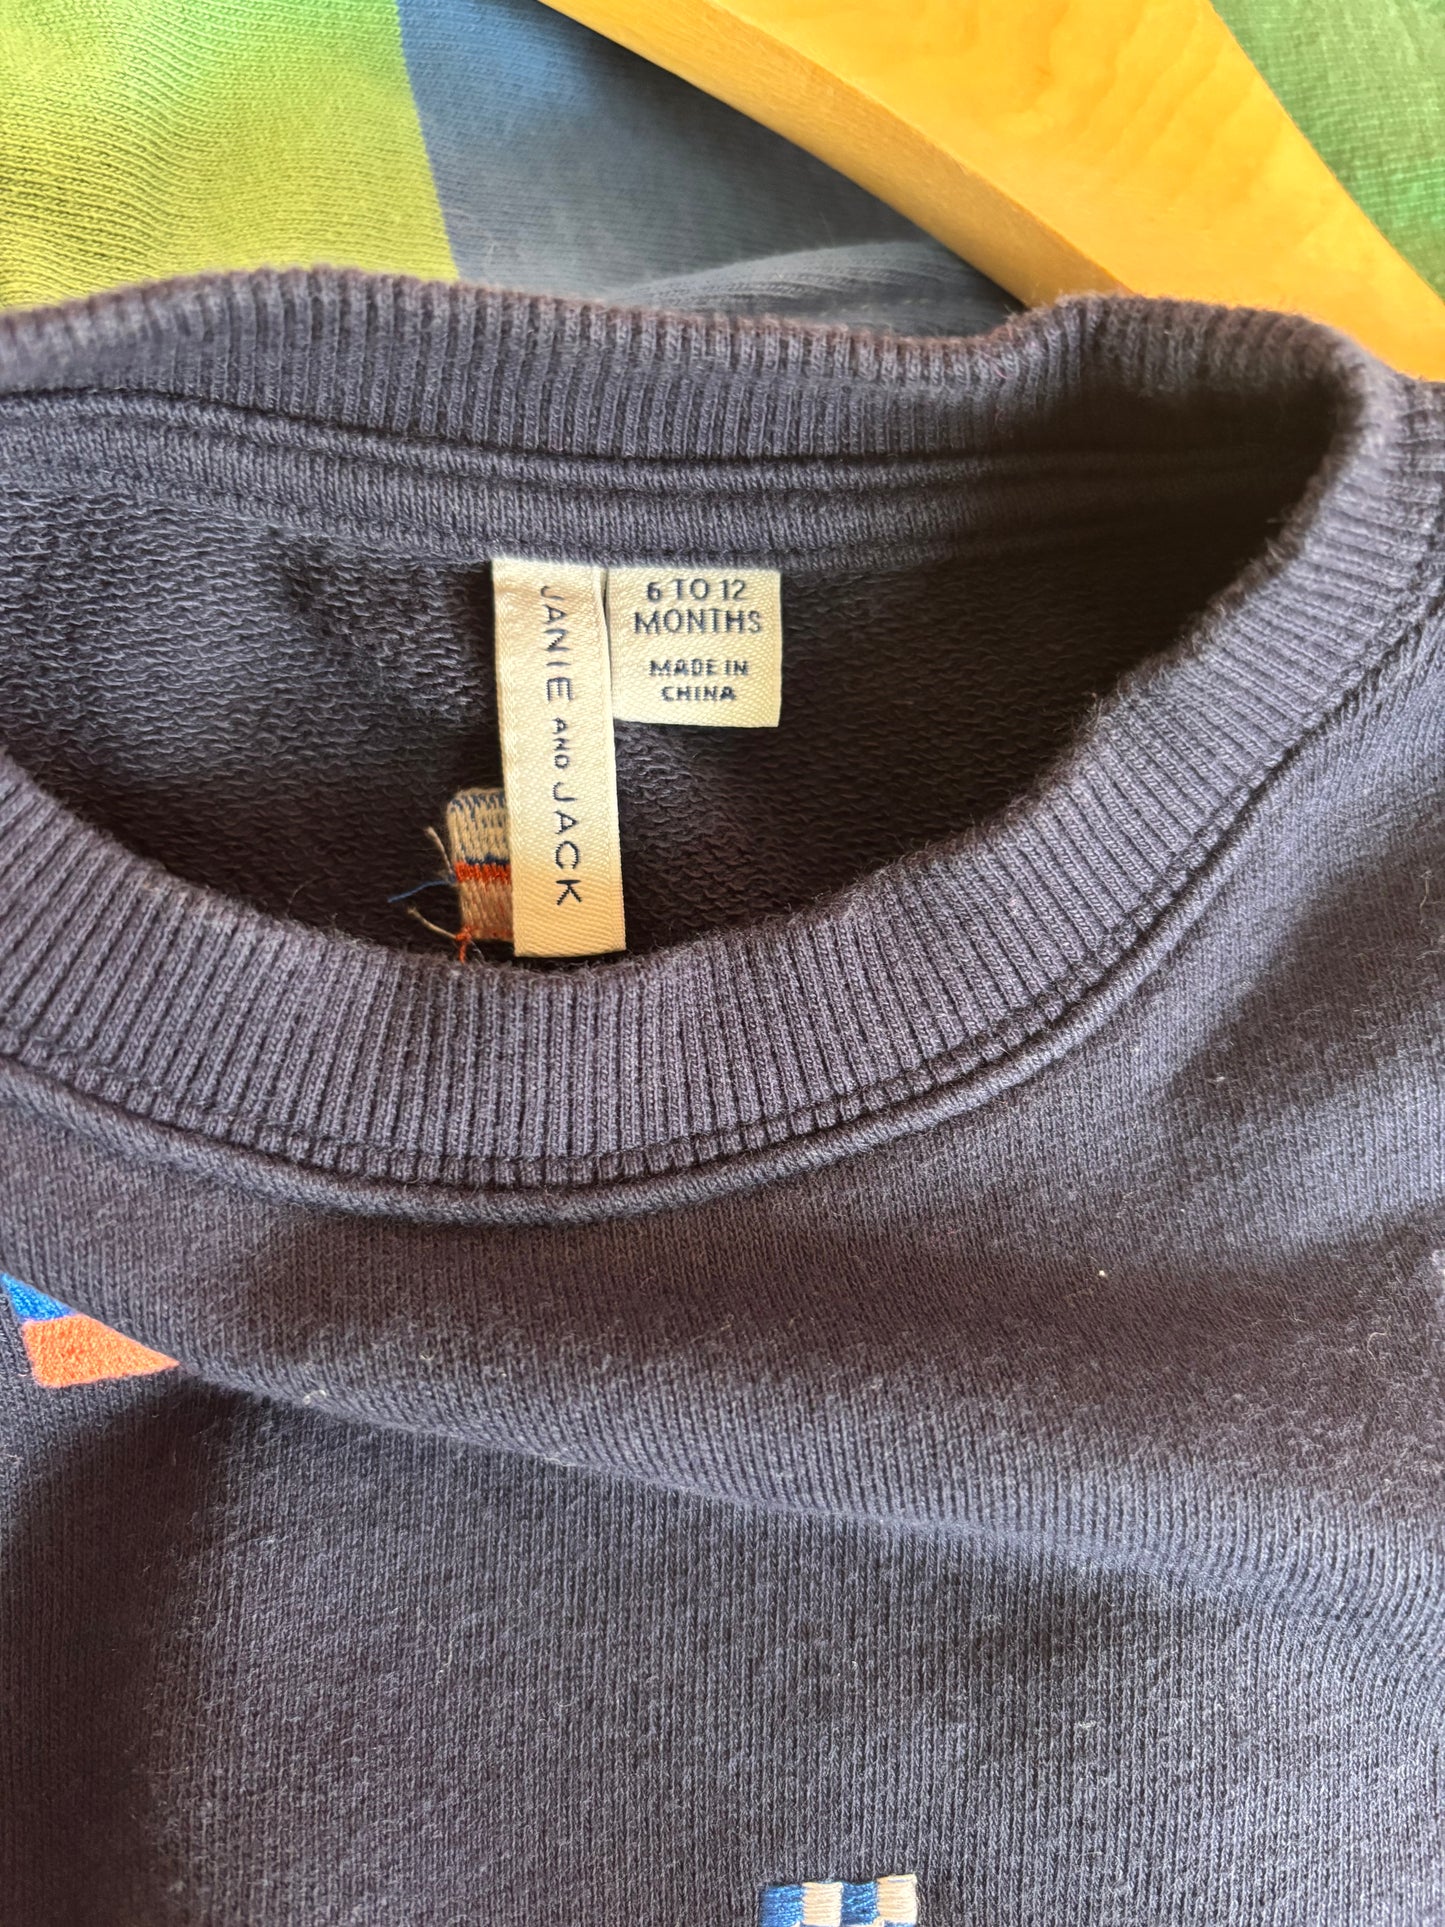 JANIE AND JACK
6 TO 12
MONTHS
MADE IN
CHINA